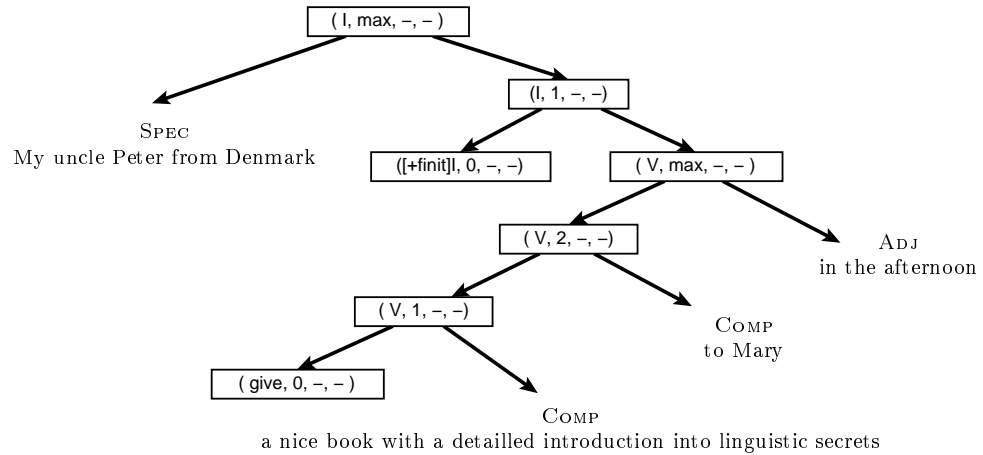 ( I, max, –, – )
(I, 1, –, –)
SPEC
My uncle Peter from Denmark
([+finit]I, 0, –, –)
( V, max, –, – )
( V, 2, –, –)
ADJ
in the afternoon
( V, 1, –, –)
COMP
to Mary
( give, 0, –, – )
COMP
a nice book with a detailled introduction into linguistic secrets